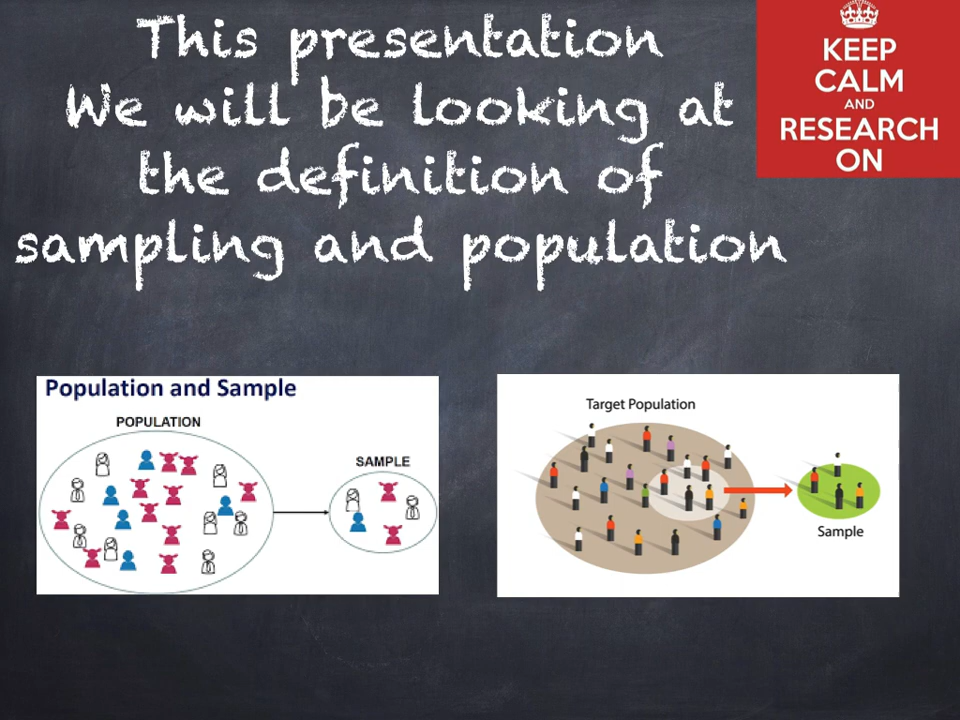 This presentation
We will be looking at
the definition of
sampling and population
KEEP
CALM
AND
RESEARCH
ON
Population and Sample
POPULATION
SAMPLE
Target Population
Sample